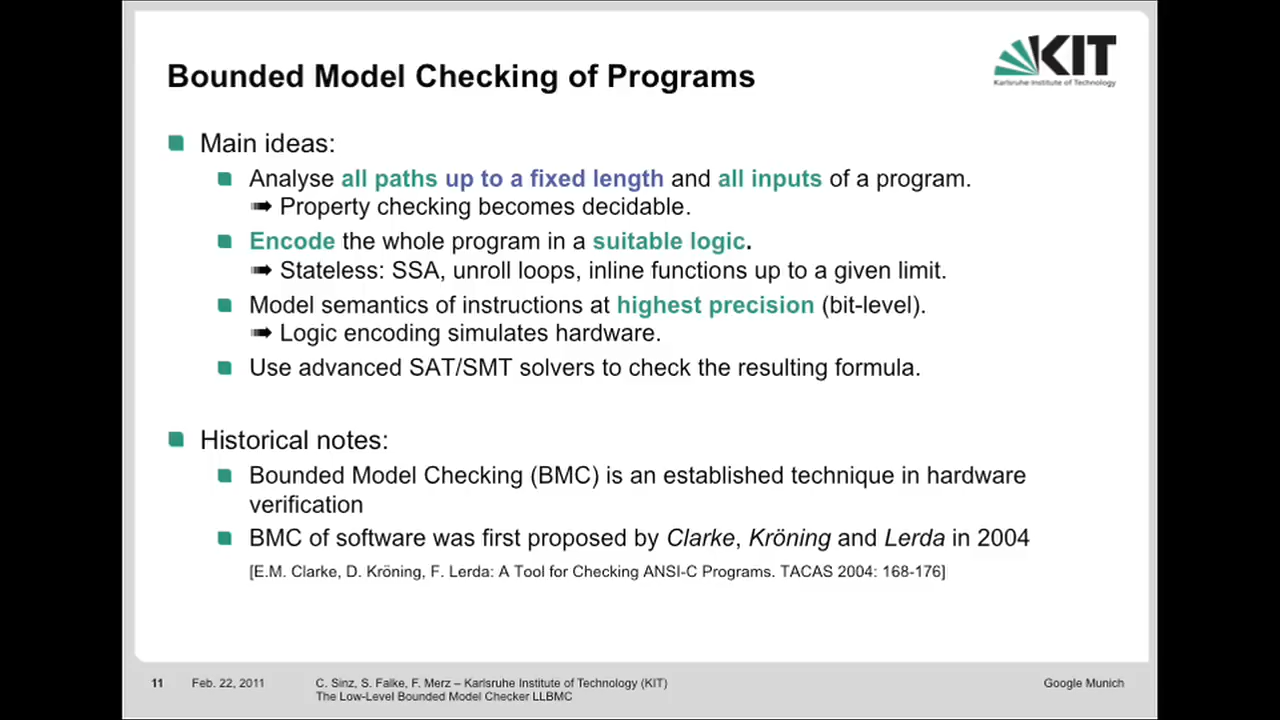 Bounded Model Checking of Programs
KIT
Karlsruhe Institute of Technology
Main ideas:
Analyse all paths up to a fixed length and all inputs of a program.
➠ Property checking becomes decidable.
Encode the whole program in a suitable logic.
➠ Stateless: SSA, unroll loops, inline functions up to a given limit.
Model semantics of instructions at highest precision (bit-level).
➠ Logic encoding simulates hardware.
Use advanced SAT/SMT solvers to check the resulting formula.
Historical notes:
Bounded Model Checking (BMC) is an established technique in hardware
verification
BMC of software was first proposed by Clarke, Kröning and Lerda in 2004
[E.M. Clarke, D. Kröning, F. Lerda: A Tool for Checking ANSI-C Programs. TACAS 2004: 168-176]
11 Feb. 22, 2011 C. Sinz, S. Falke, F. Merz – Karlsruhe Institute of Technology (KIT) Google Munich
The Low-Level Bounded Model Checker LLBMC